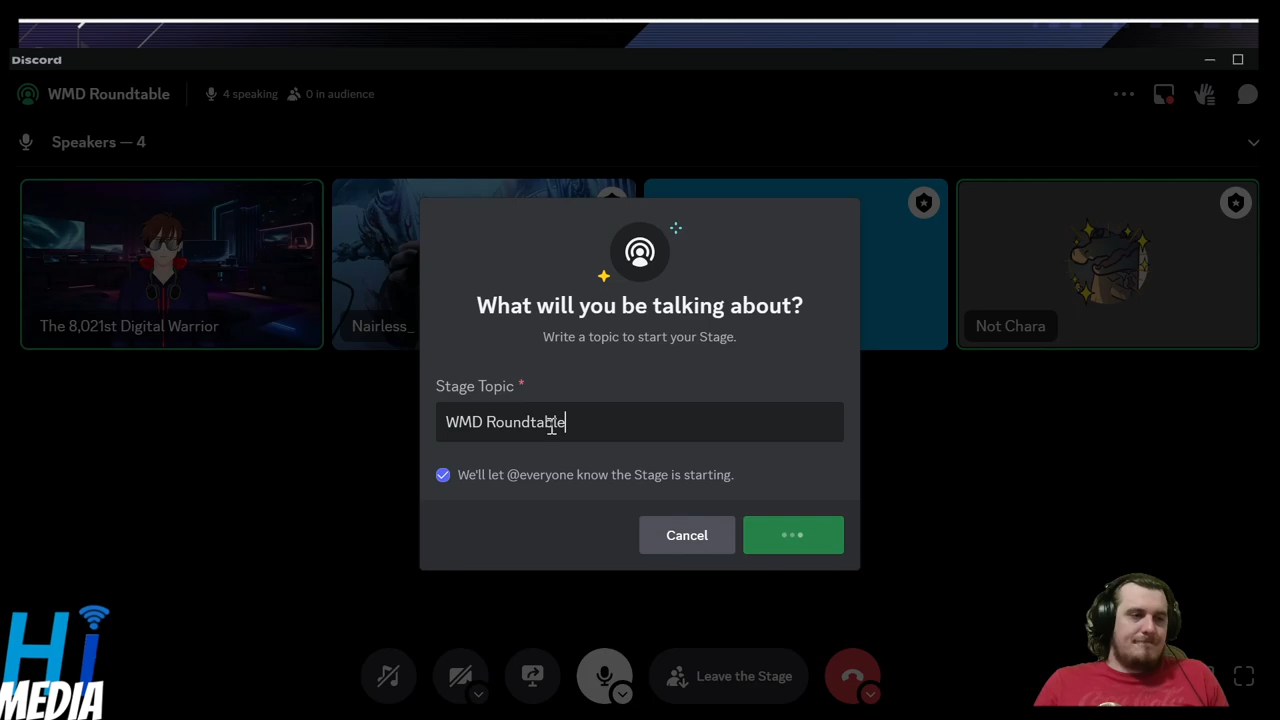 Discord
WMD Roundtable
4 speaking
0 in audience
Speakers — 4
What will you be talking about?
Write a topic to start your Stage.
The 8,021st Digital Warrior
Nairless_
Not Chara
Stage Topic *
WMD Roundtable
We'll let @everyone know the Stage is starting.
Cancel
Hi
MEDIA
Leave the Stage